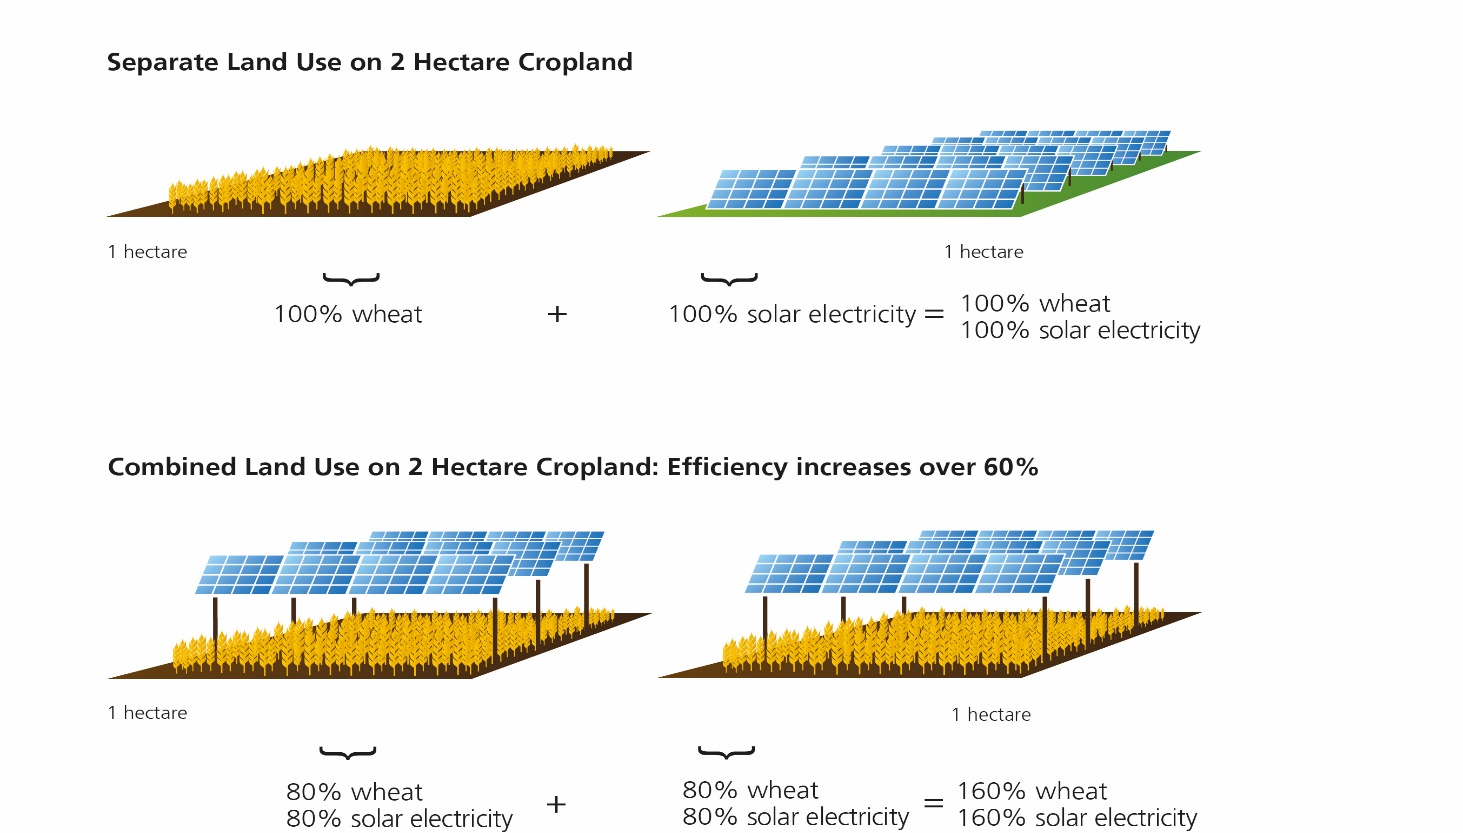 Separate Land Use on 2 Hectare Cropland
1 hectare
1 hectare
100% wheat
+
100% solar electricity
=
100% wheat
100% solar electricity
Combined Land Use on 2 Hectare Cropland: Efficiency increases over 60%
1 hectare
1 hectare
80% wheat
80% solar electricity
+
80% wheat
80% solar electricity
=
160% wheat
160% solar electricity